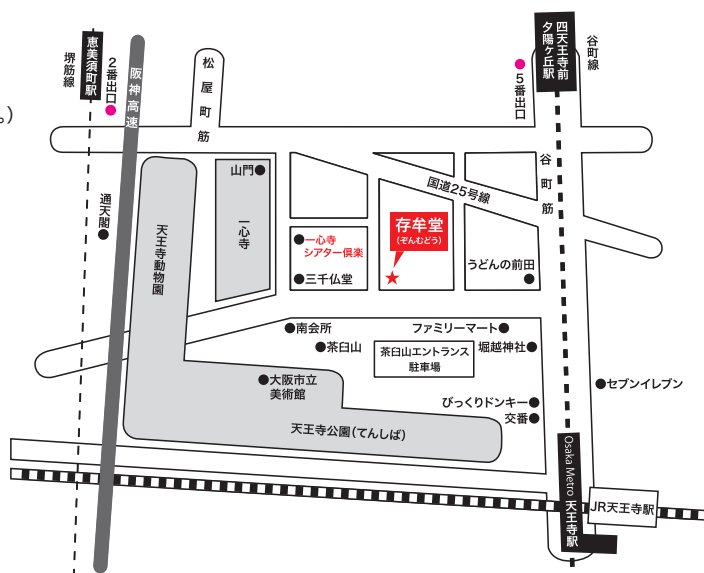 恵美須町駅
堺筋線
2番出口
阪神高速
松屋町筋
四天王寺前
夕陽ヶ丘駅
谷町線
5番出口
谷町筋
国道25号線
。)
通天閣
天王寺動物園
山門
一心寺
一心寺
シアター倶楽
三千仏堂
存牟堂
(ぞんむどう)
うどんの前田
南会所
茶臼山
ファミリーマート
茶臼山エントランス
駐車場
堀越神社
大阪市立
美術館
びっくりドンキー
交番
セブンイレブン
天王寺公園(てんしば)
Osaka Metro 天王寺駅
JR天王寺駅